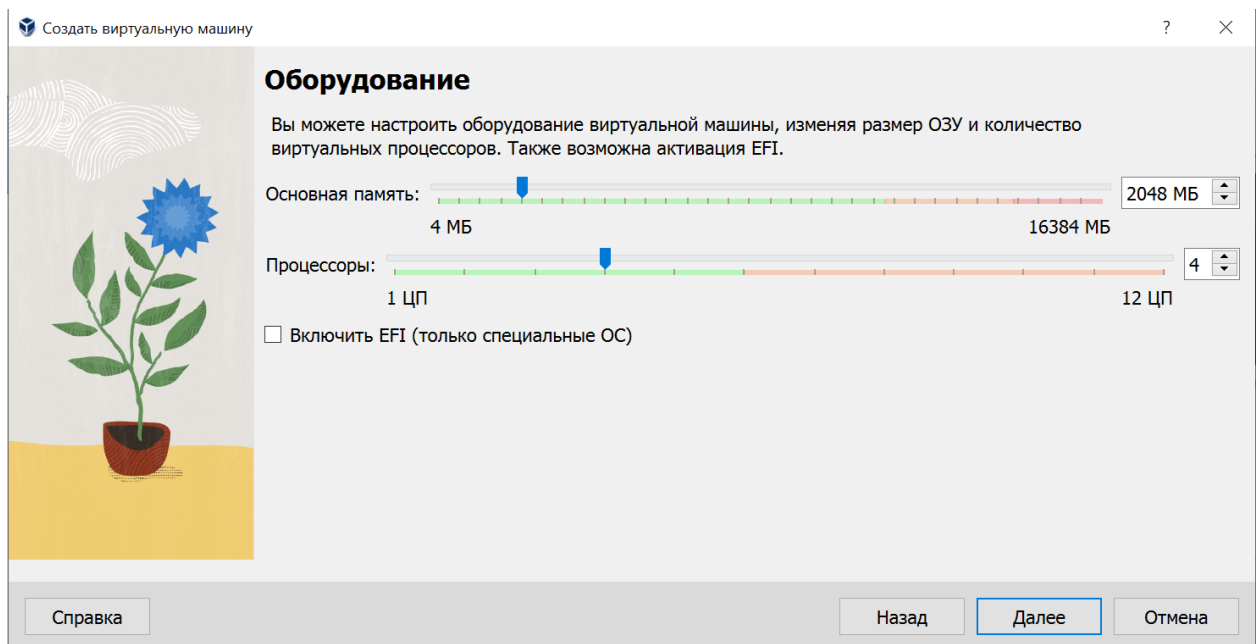 Создать виртуальную машину
?
Оборудование
Вы можете настроить оборудование виртуальной машины, изменяя размер ОЗУ и количество
виртуальных процессоров. Также возможна активация EFI.
Основная память:
2048 МБ
4 МБ
16384 МБ
Процессоры:
4
1 ЦП
12 ЦП
Включить EFI (только специальные ОС)
Справка
Назад
Далее
Отмена